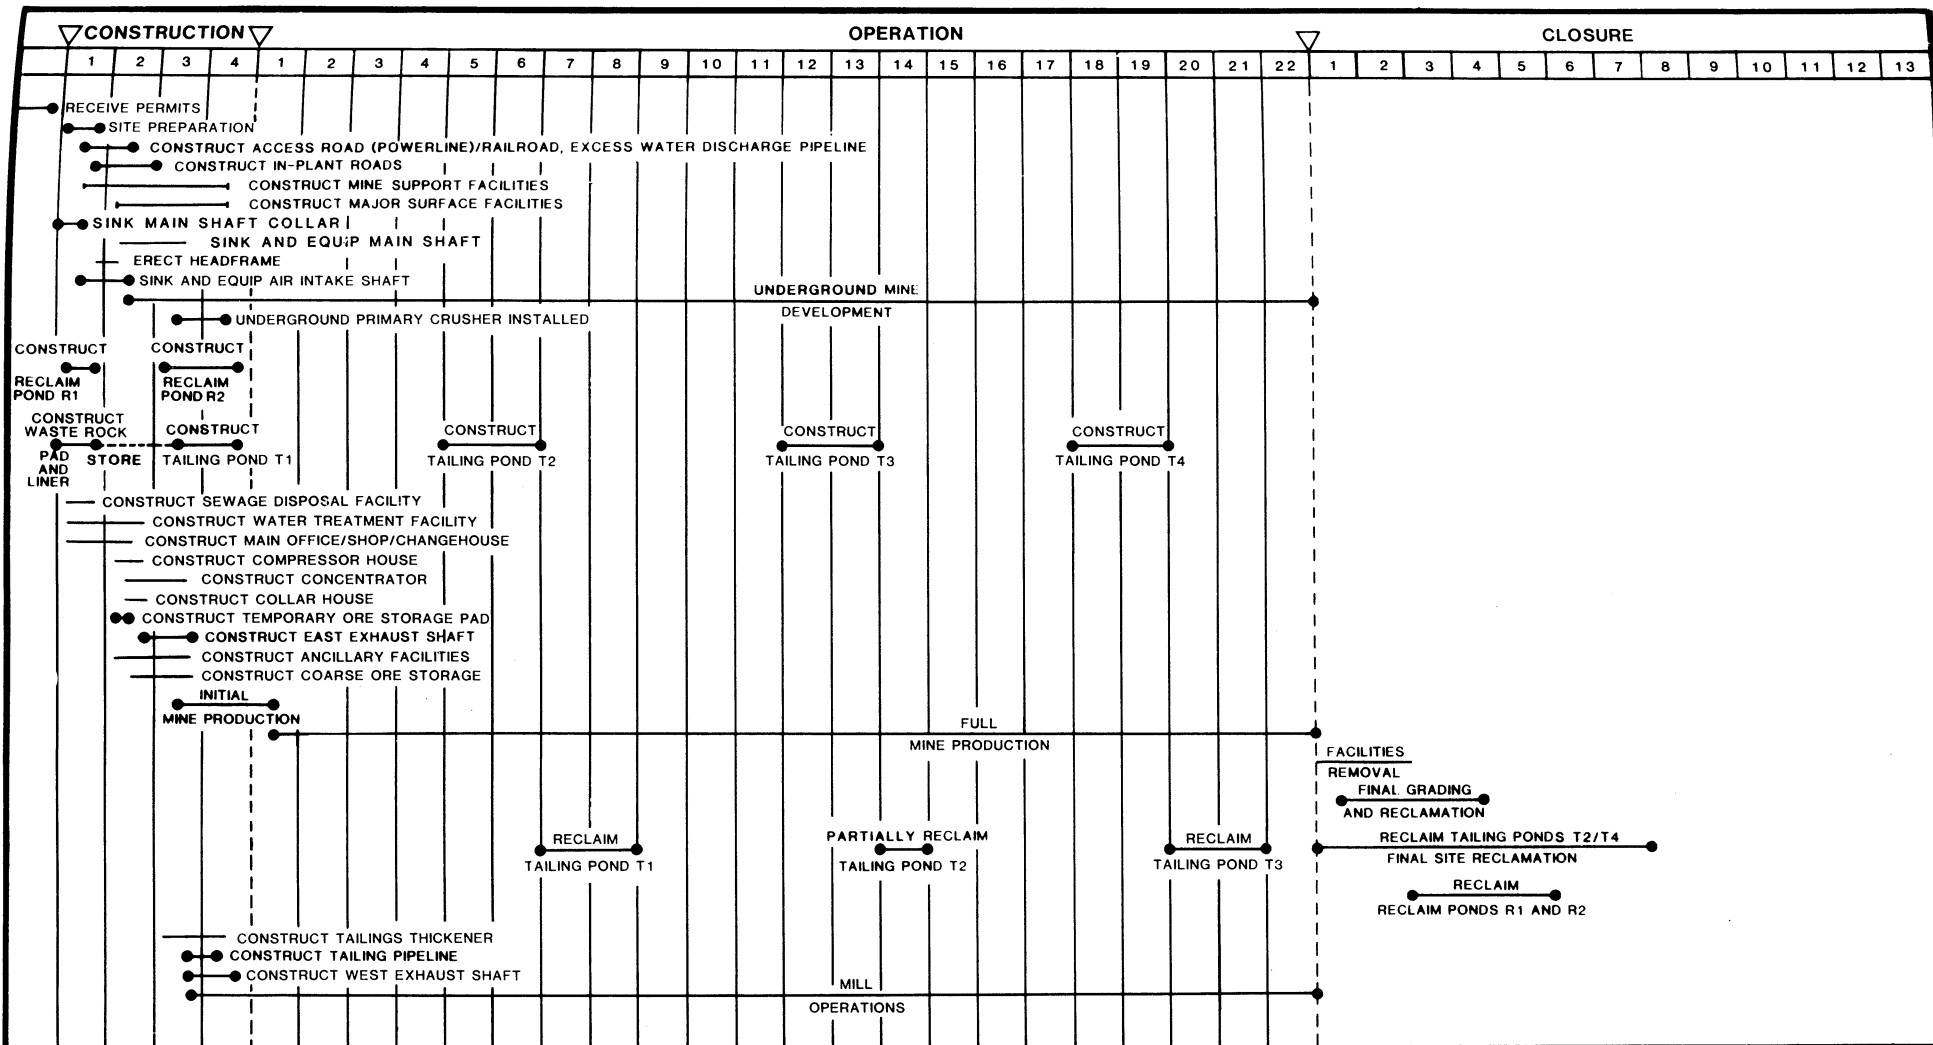 CONSTRUCTION OPERATION CLOSURE
1 2 3 4 1 2 3 4 5 6 7 8 9 10 11 12 13 14 15 16 17 18 19 20 21 22 1 2 3 4 5 6 7 8 9 10 11 12 13
RECEIVE PERMITS
SITE PREPARATION
CONSTRUCT ACCESS ROAD (POWERLINE)/RAILROAD, EXCESS WATER DISCHARGE PIPELINE
CONSTRUCT IN-PLANT ROADS
CONSTRUCT MINE SUPPORT FACILITIES
CONSTRUCT MAJOR SURFACE FACILITIES
SINK MAIN SHAFT COLLAR
SINK AND EQUIP MAIN SHAFT
ERECT HEADFRAME
SINK AND EQUIP AIR INTAKE SHAFT
UNDERGROUND MINE
DEVELOPMENT
UNDERGROUND PRIMARY CRUSHER INSTALLED
CONSTRUCT
RECLAIM
POND R1
CONSTRUCT
RECLAIM
POND R2
CONSTRUCT
WASTE ROCK
PAD
AND
LINER
STORE
CONSTRUCT
TAILING POND T1
CONSTRUCT
TAILING POND T2
CONSTRUCT
TAILING POND T3
CONSTRUCT
TAILING POND T4
CONSTRUCT SEWAGE DISPOSAL FACILITY
CONSTRUCT WATER TREATMENT FACILITY
CONSTRUCT MAIN OFFICE/SHOP/CHANGEHOUSE
CONSTRUCT COMPRESSOR HOUSE
CONSTRUCT CONCENTRATOR
CONSTRUCT COLLAR HOUSE
CONSTRUCT TEMPORARY ORE STORAGE PAD
CONSTRUCT EAST EXHAUST SHAFT
CONSTRUCT ANCILLARY FACILITIES
CONSTRUCT COARSE ORE STORAGE
INITIAL
MINE PRODUCTION
FULL
MINE PRODUCTION
FACILITIES
REMOVAL
FINAL GRADING
AND RECLAMATION
RECLAIM
TAILING POND T1
PARTIALLY RECLAIM
TAILING POND T2
RECLAIM
TAILING POND T3
RECLAIM TAILING PONDS T2/T4
FINAL SITE RECLAMATION
RECLAIM
RECLAIM PONDS R1 AND R2
CONSTRUCT TAILINGS THICKENER
CONSTRUCT TAILING PIPELINE
CONSTRUCT WEST EXHAUST SHAFT
MILL
OPERATIONS